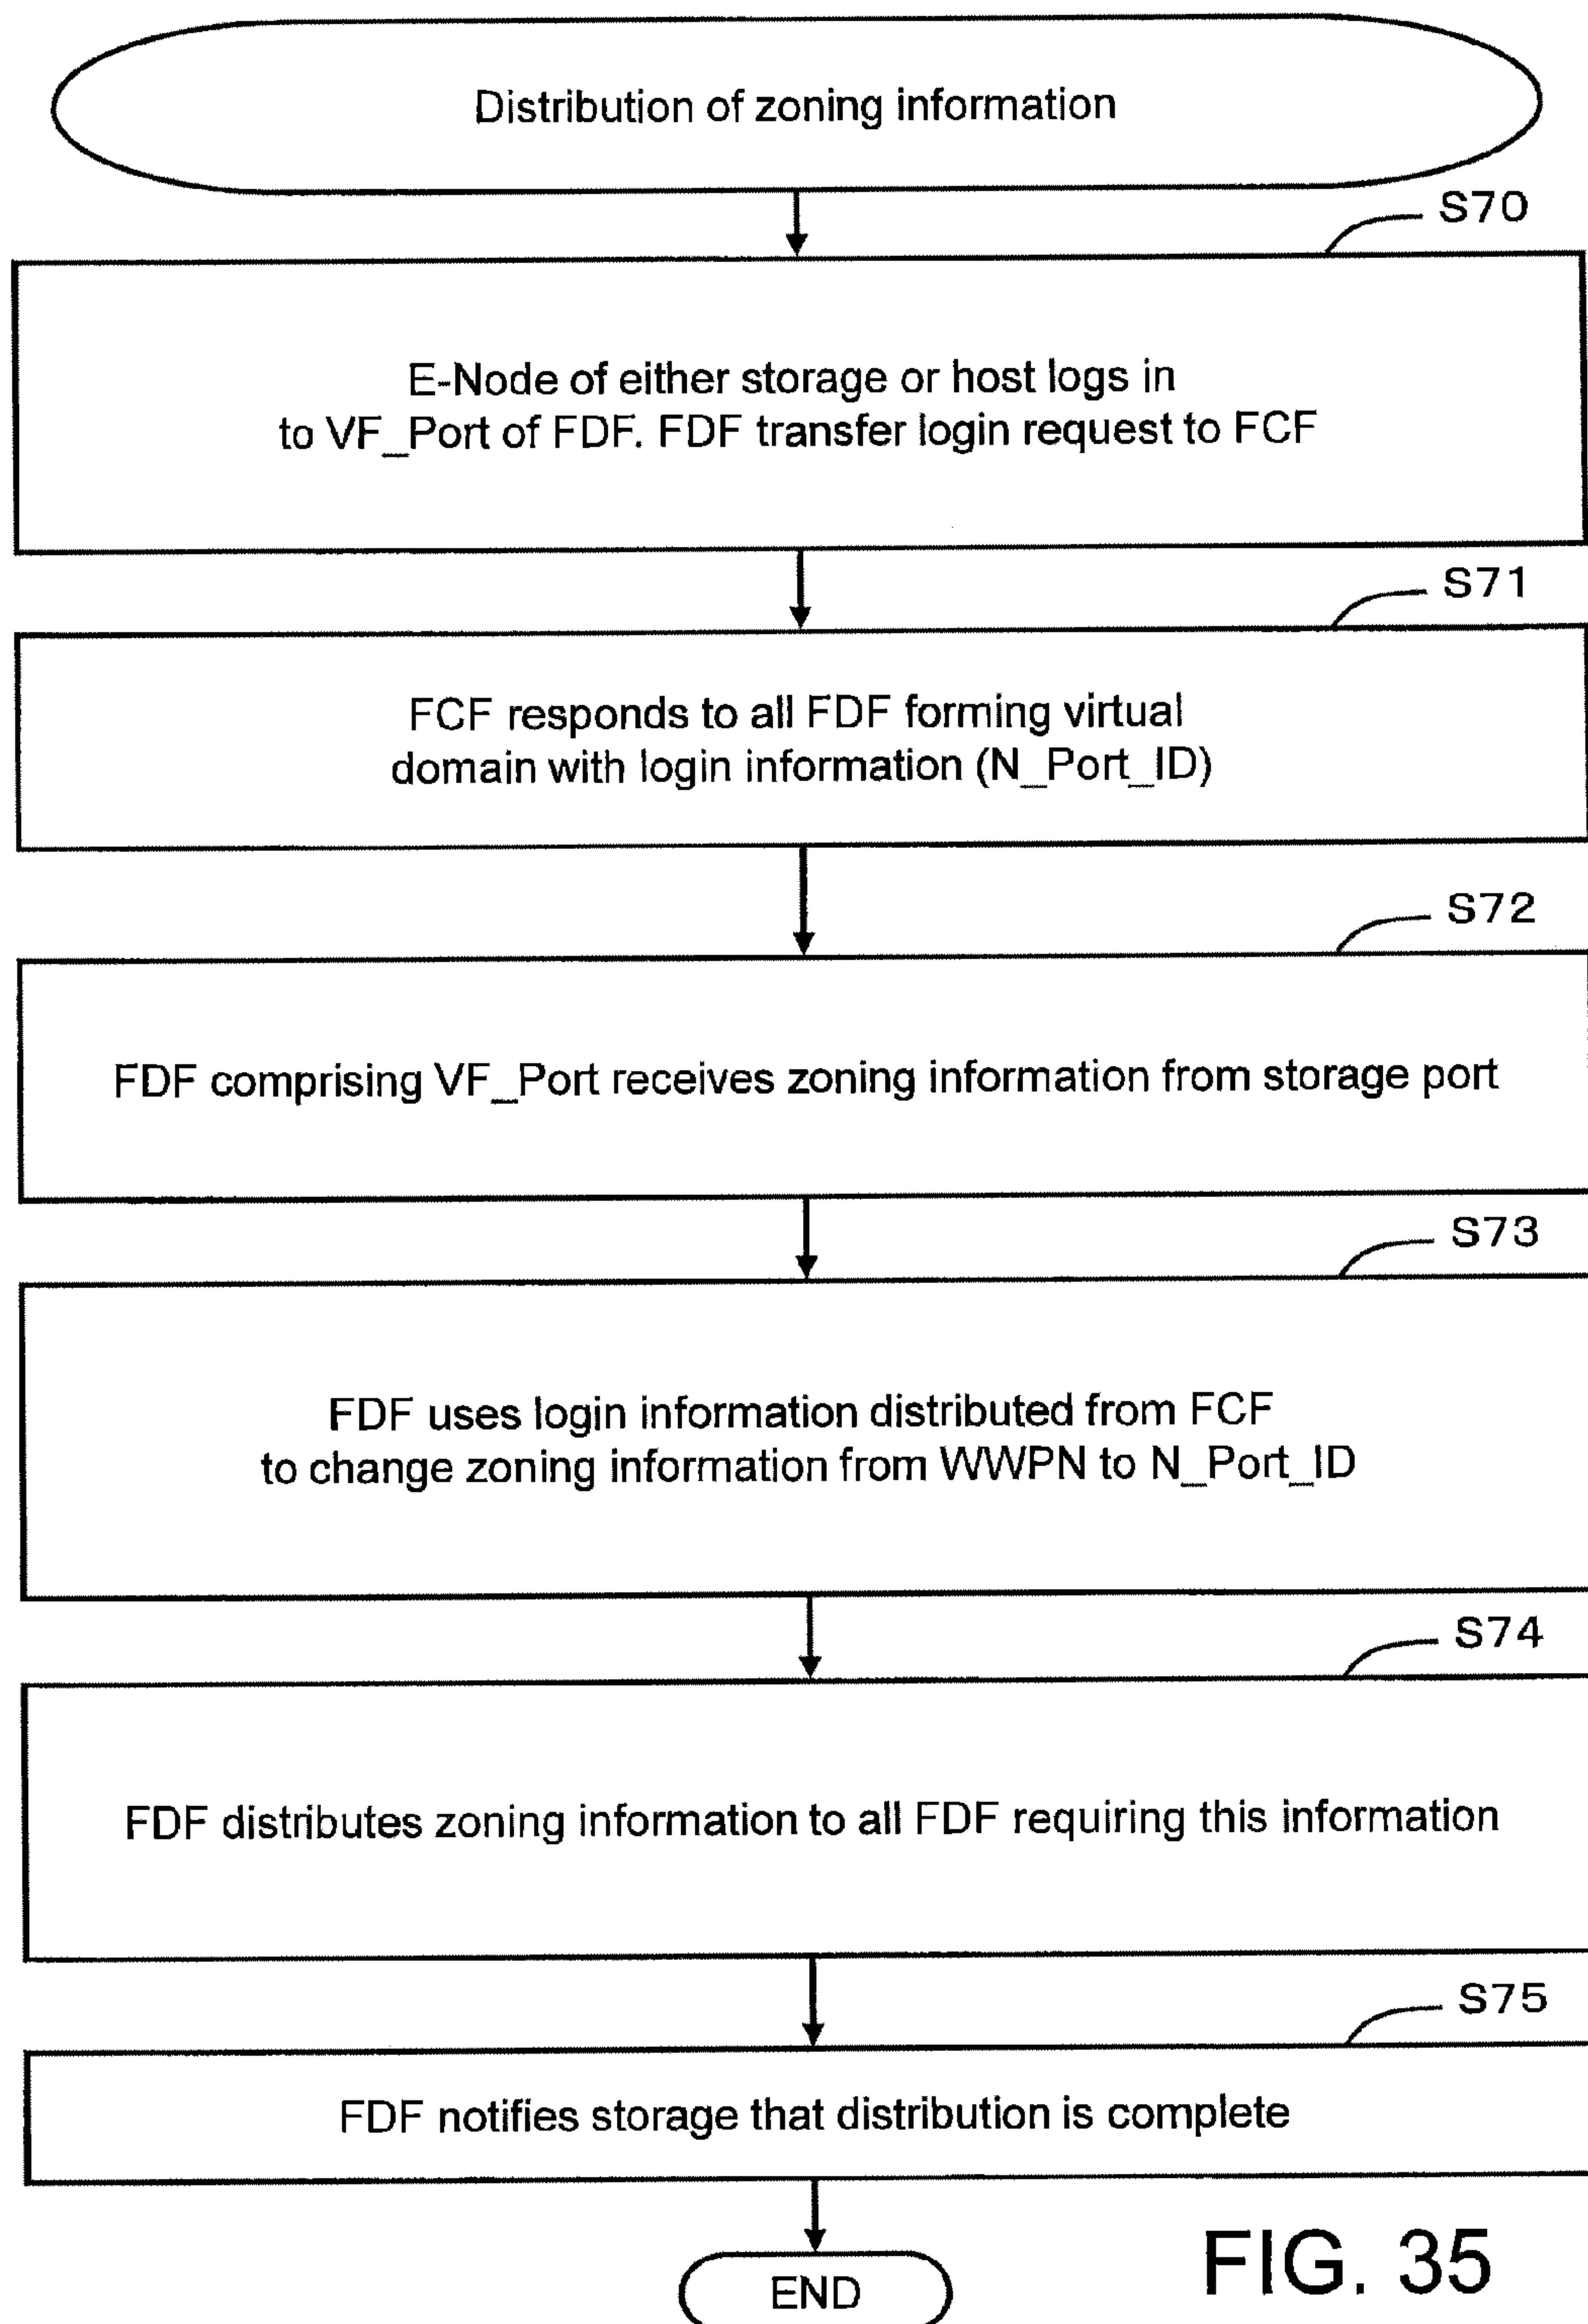 Distribution of zoning information
S70
E-Node of either storage or host logs in
to VF_Port of FDF. FDF transfer login request to FCF
S71
FCF responds to all FDF forming virtual
domain with login information (N_Port_ID)
S72
FDF comprising VF_Port receives zoning information from storage port
S73
FDF uses login information distributed from FCF
to change zoning information from WWPN to N_Port_ID
S74
FDF distributes zoning information to all FDF requiring this information
S75
FDF notifies storage that distribution is complete
END
FIG. 35